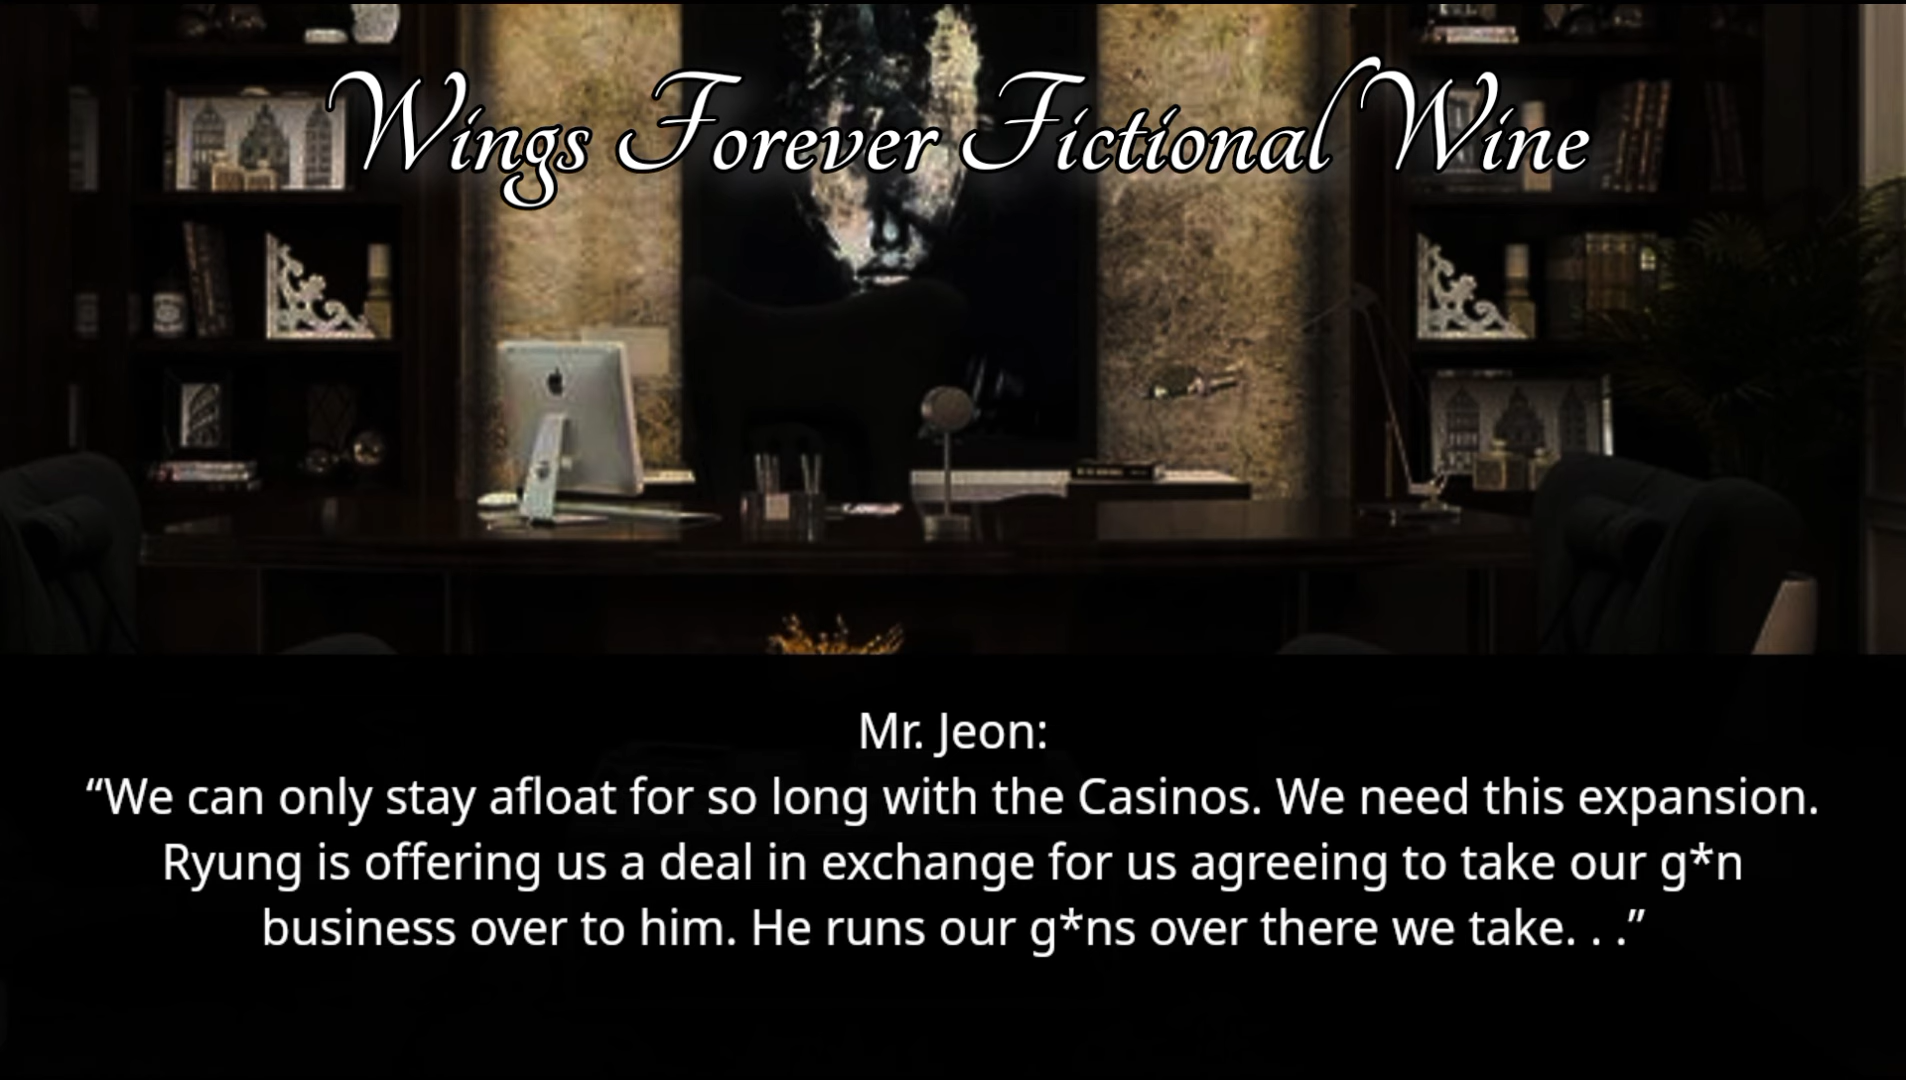 Wings Forever Fictional Wine
Mr. Jeon:
“We can only stay afloat for so long with the Casinos. We need this expansion.
Ryung is offering us a deal in exchange for us agreeing to take our g*n
business over to him. He runs our g*ns over there we take. . .”